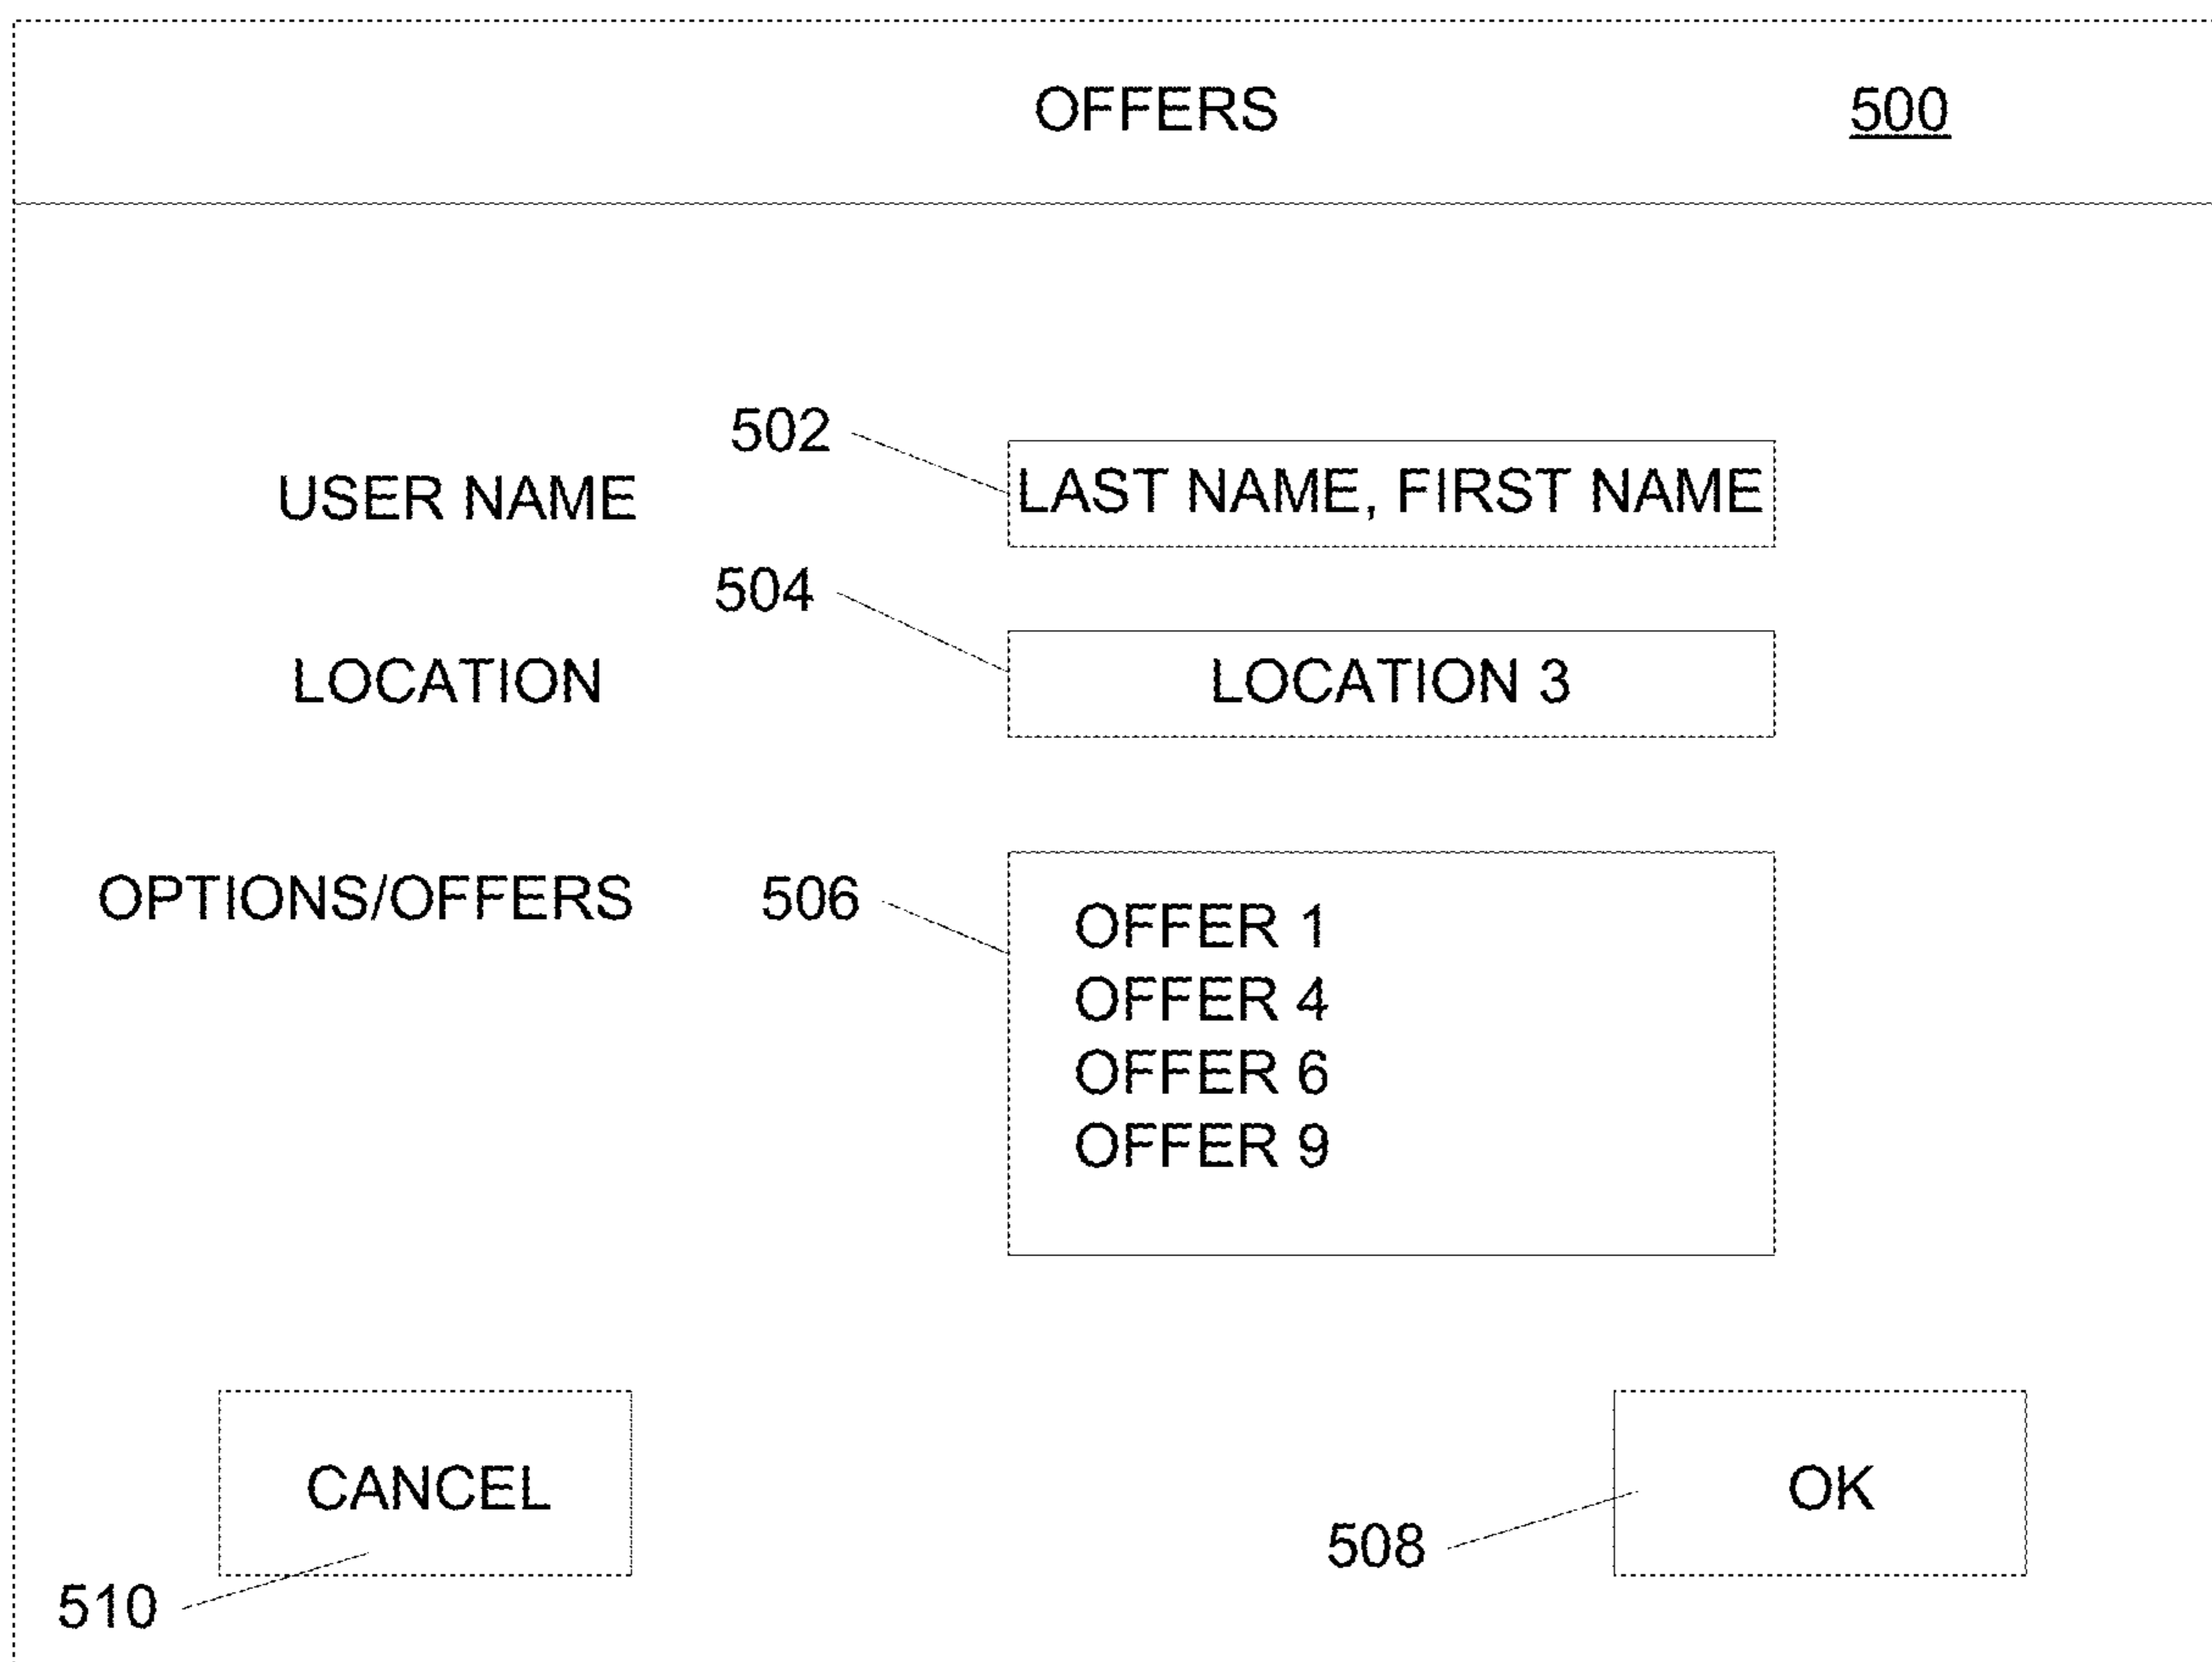 OFFERS 500
502
USER NAME LAST NAME, FIRST NAME
504
LOCATION LOCATION 3
OPTIONS/OFFERS 506
OFFER 1
OFFER 4
OFFER 6
OFFER 9
CANCEL OK
508
510